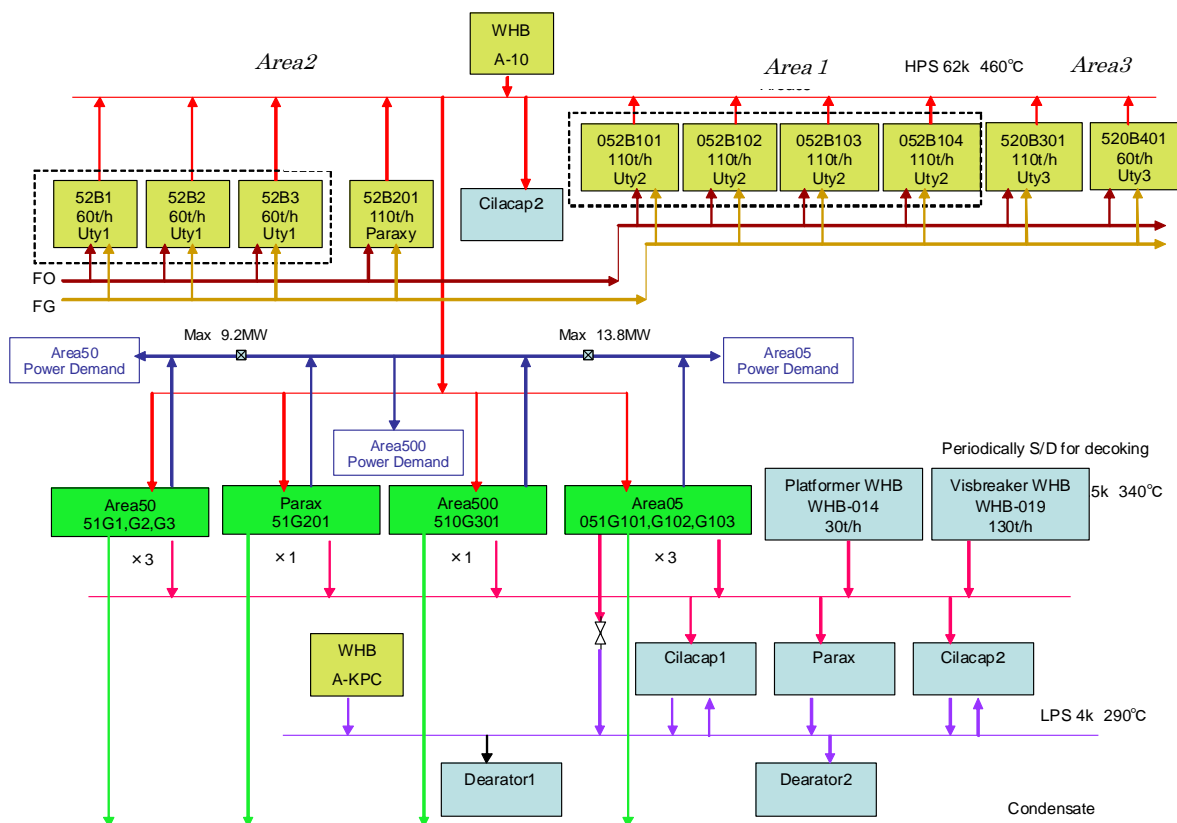 WHB
A-10
Area2
Area 1
HPS 62k 460℃
Area3
052B101
110t/h
Uty2
052B102
110t/h
Uty2
052B103
110t/h
Uty2
052B104
110t/h
Uty2
520B301
110t/h
Uty3
520B401
60t/h
Uty3
52B1
60t/h
Uty1
52B2
60t/h
Uty1
52B3
60t/h
Uty1
52B201
110t/h
Paraxy
Cilacap2
FO
FG
Max 9.2MW
Max 13.8MW
Area50
Power Demand
Area05
Power Demand
Area500
Power Demand
Periodically S/D for decoking
Area50
51G1,G2,G3
Parax
51G201
Area500
510G301
Area05
051G101,G102,G103
Platformer WHB
WHB-014
30t/h
Visbreaker WHB
WHB-019
130t/h
5k 340℃
×3
×1
×1
×3
WHB
A-KPC
Cilacap1
Parax
Cilacap2
LPS 4k 290℃
Dearator1
Dearator2
Condensate